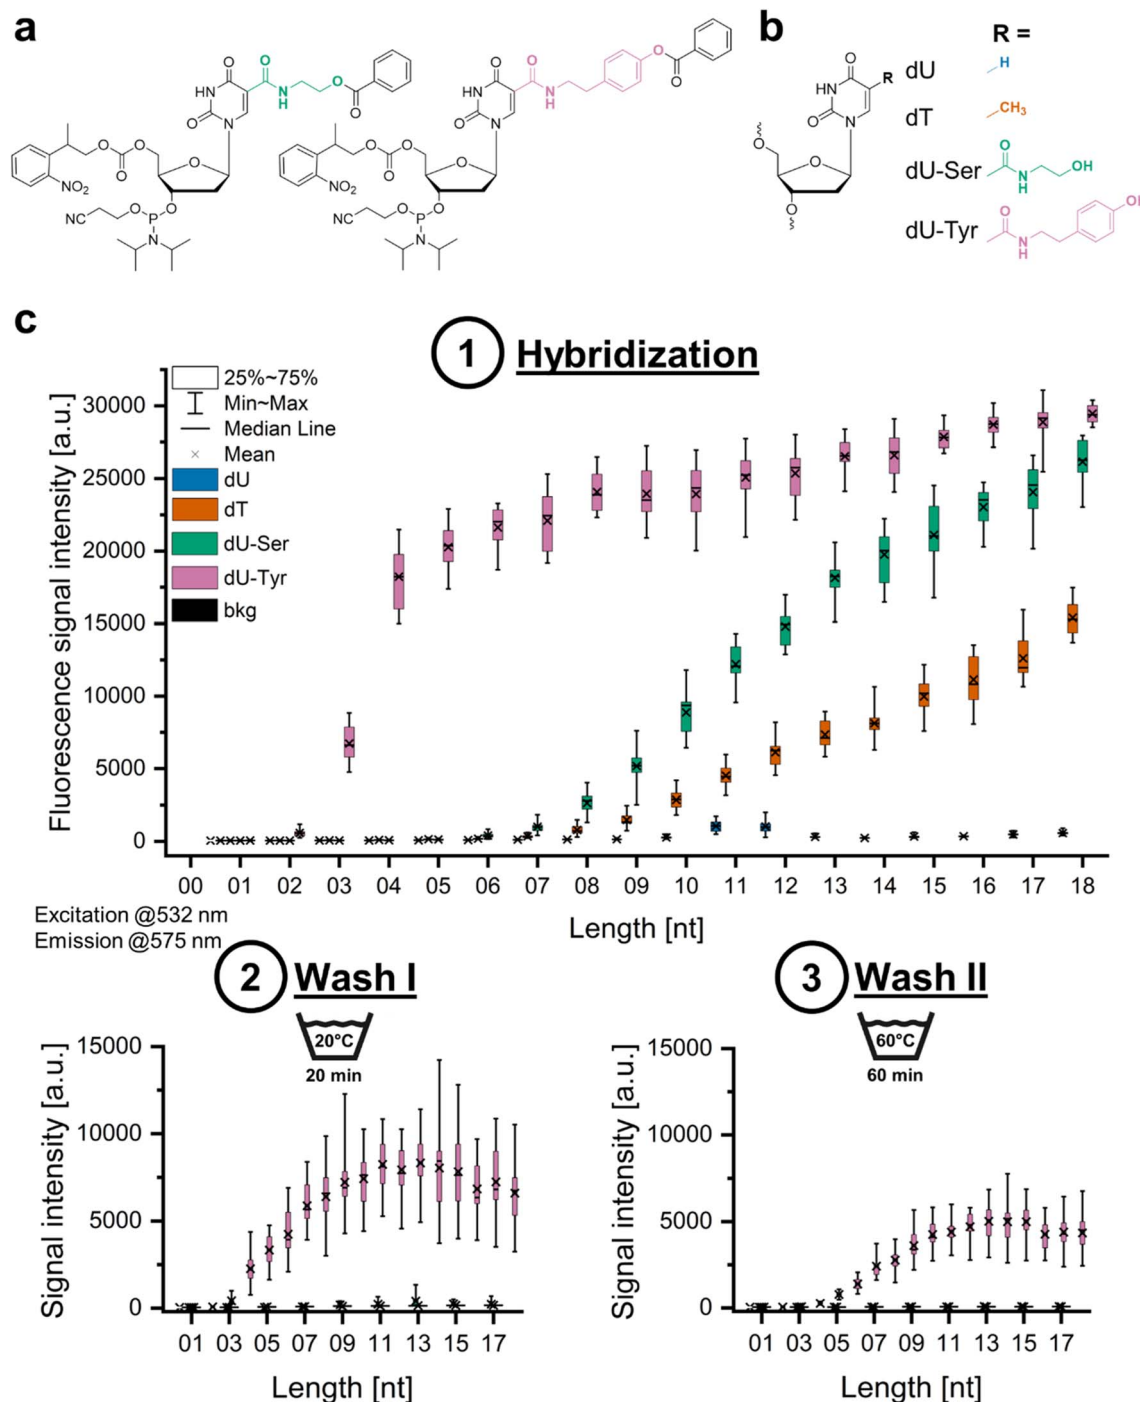 a
b
R =
dU
H
dT
CH3
dU-Ser
O
N
H
OH
dU-Tyr
O
N
H
O
O
HN
N
O
R
O
O
O
O
O
HN
N
O
O
N
H
O
O
O
O
O
O
NO2
NC
O
P
O
N
O
HN
N
O
O
N
H
O
O
O
O
O
O
NO2
NC
O
P
O
N
c
1 Hybridization
25%~75%
Min~Max
Median Line
Mean
dU
dT
dU-Ser
dU-Tyr
bkg
Fluorescence signal intensity [a.u.]
30000
25000
20000
15000
10000
5000
0
00 01 02 03 04 05 06 07 08 09 10 11 12 13 14 15 16 17 18
Length [nt]
Excitation @532 nm
Emission @575 nm
2 Wash I
20°C
20 min
Signal intensity [a.u.]
15000
10000
5000
0
01 03 05 07 09 11 13 15 17
Length [nt]
3 Wash II
60°C
60 min
Signal intensity [a.u.]
15000
10000
5000
0
01 03 05 07 09 11 13 15 17
Length [nt]